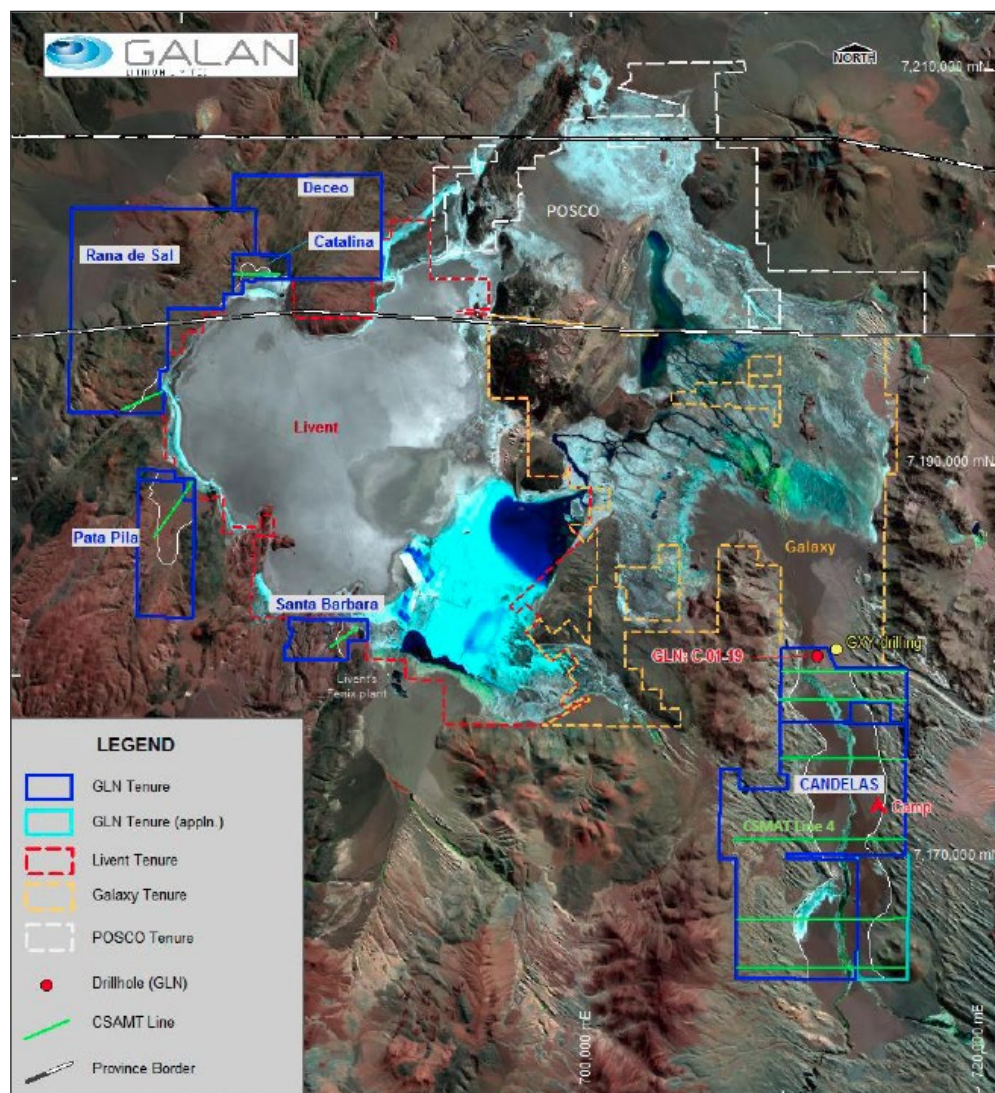 GALAN
LITHIUM LIMITED
NORTH
7,210,000 mN
Deceo
Catalina
Rana de Sal
POSCO
Livent
7,190,000 mN
Pata Pila
Galaxy
Santa Barbara
GXY drilling
GLN: C-01-19
Livent's
Fenix plant
CANDELAS
Camp
CSMAT Line 4
7,170,000 mN
LEGEND
GLN Tenure
GLN Tenure (appln.)
Livent Tenure
Galaxy Tenure
POSCO Tenure
Drillhole (GLN)
CSAMT Line
Province Border
700,000 mE
720,000 mE